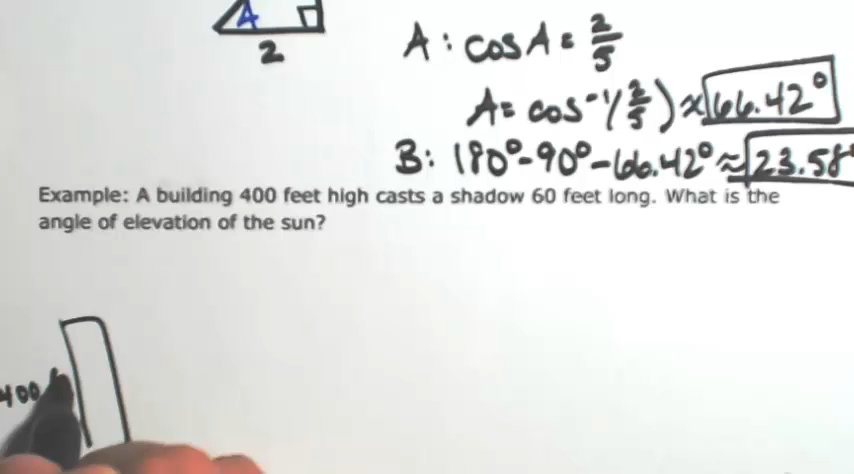 A
2
A: cos A = 2/5
A = cos⁻¹(2/5) ≈ 66.42°
B: 180° - 90° - 66.42° ≈ 23.58°
Example: A building 400 feet high casts a shadow 60 feet long. What is the
angle of elevation of the sun?
400